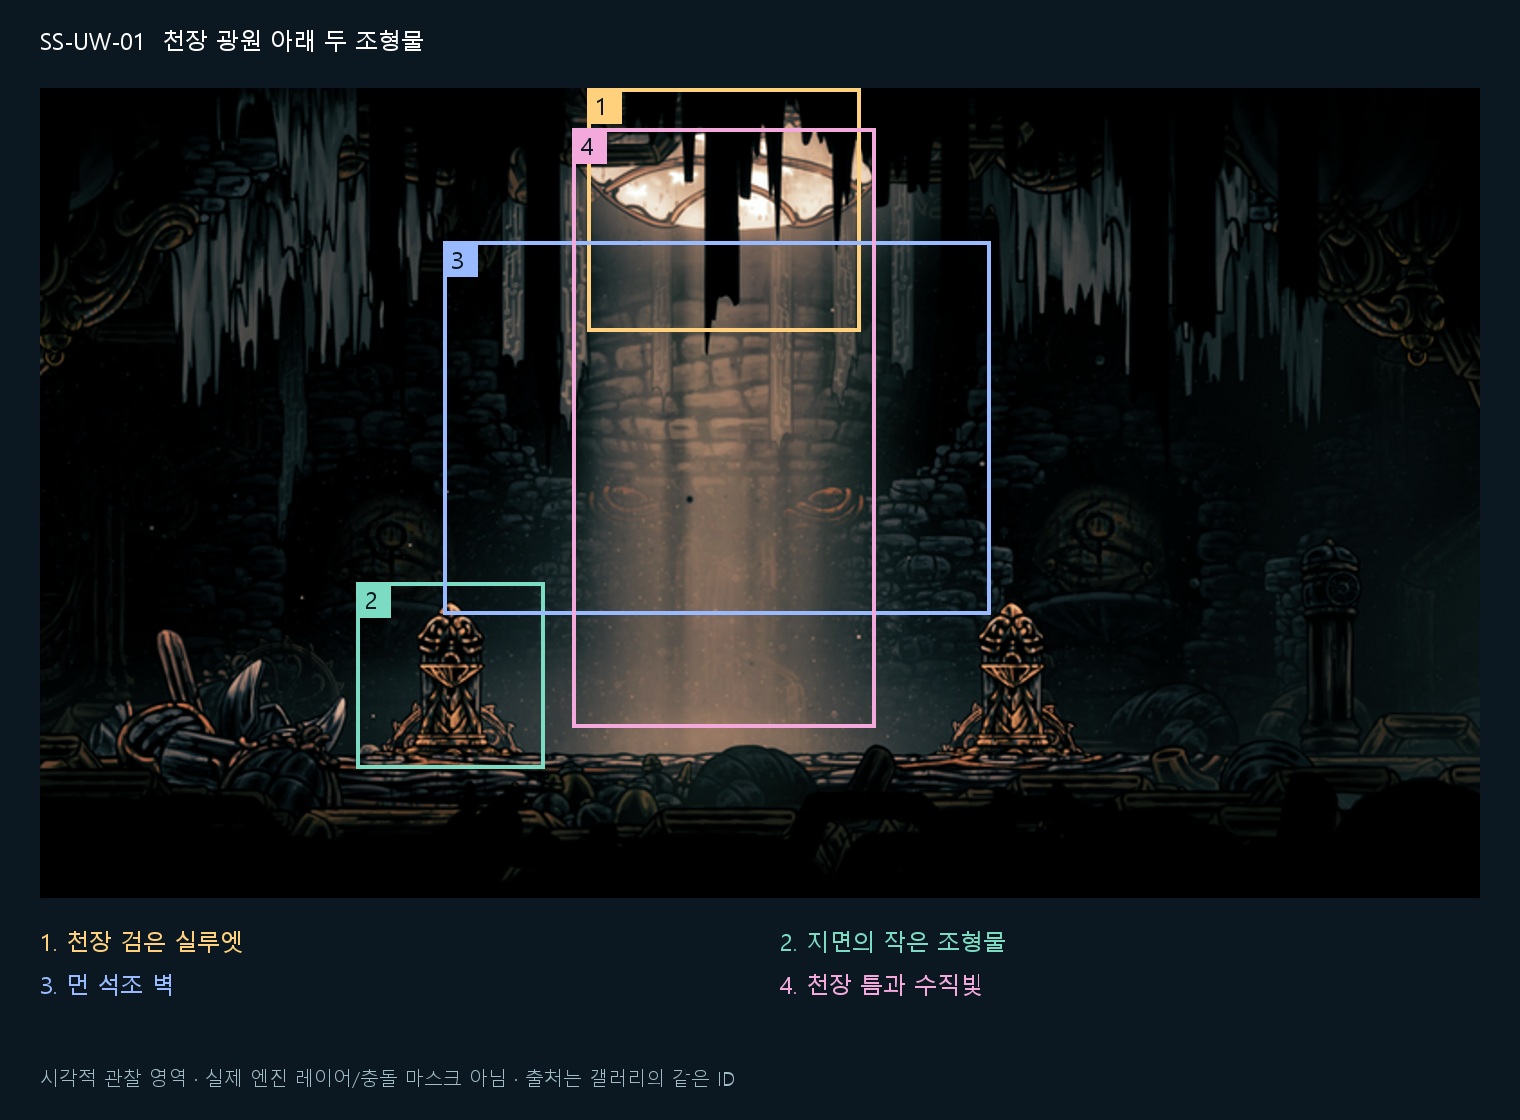 SS-UW-01 천장 광원 아래 두 조형물
1
4
3
2
1. 천장 검은 실루엣
2. 지면의 작은 조형물
3. 먼 석조 벽
4. 천장 틈과 수직빛
시각적 관찰 영역 · 실제 엔진 레이어/충돌 마스크 아님 · 출처는 갤러리의 같은 ID